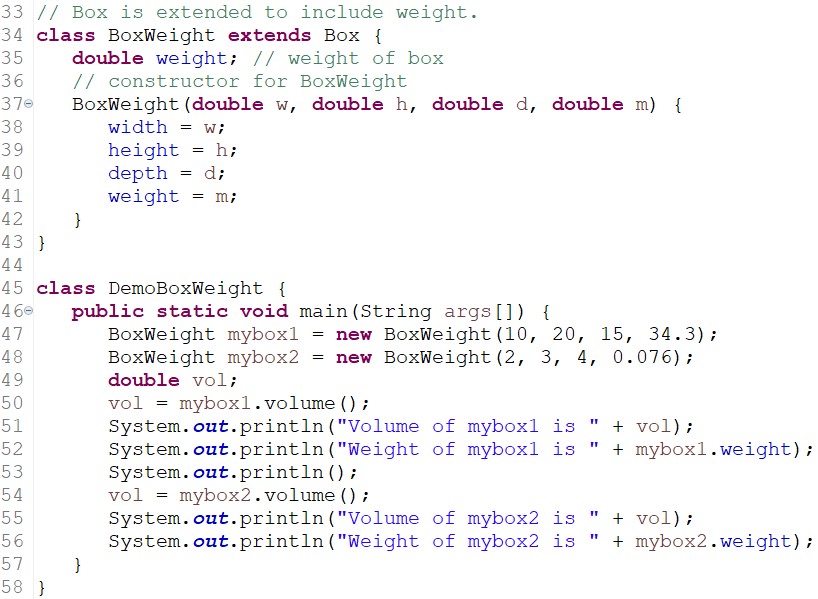 33 // Box is extended to include weight.
34 class BoxWeight extends Box {
35    double weight; // weight of box
36    // constructor for BoxWeight
37    BoxWeight(double w, double h, double d, double m) {
38       width = w;
39       height = h;
40       depth = d;
41       weight = m;
42    }
43 }
44
45 class DemoBoxWeight {
46    public static void main(String args[]) {
47       BoxWeight mybox1 = new BoxWeight(10, 20, 15, 34.3);
48       BoxWeight mybox2 = new BoxWeight(2, 3, 4, 0.076);
49       double vol;
50       vol = mybox1.volume();
51       System.out.println("Volume of mybox1 is " + vol);
52       System.out.println("Weight of mybox1 is " + mybox1.weight);
53       System.out.println();
54       vol = mybox2.volume();
55       System.out.println("Volume of mybox2 is " + vol);
56       System.out.println("Weight of mybox2 is " + mybox2.weight);
57    }
58 }